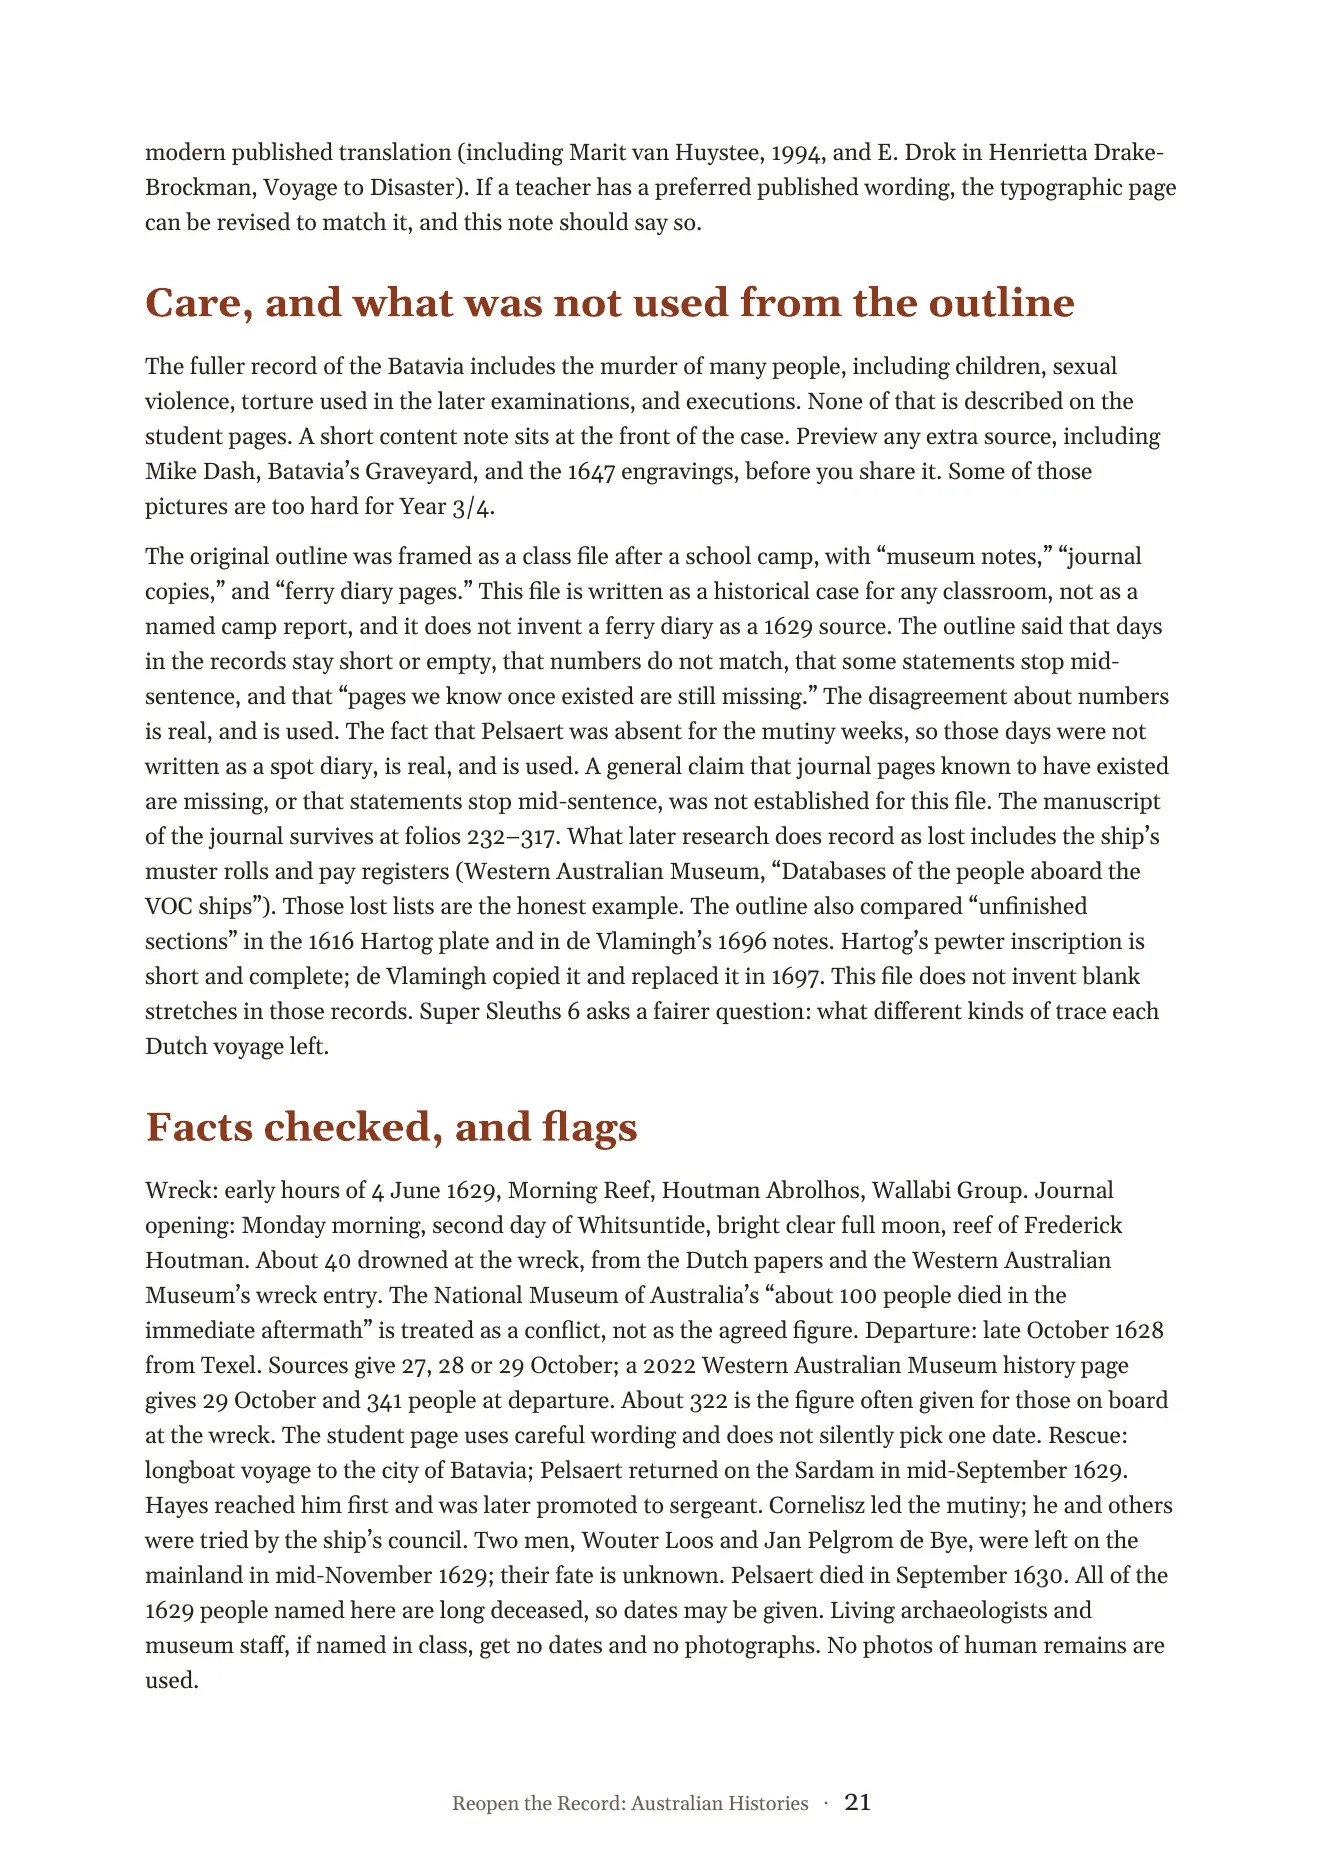 modern published translation (including Marit van Huystee, 1994, and E. Drok in Henrietta Drake-
Brockman, Voyage to Disaster). If a teacher has a preferred published wording, the typographic page
can be revised to match it, and this note should say so.
Care, and what was not used from the outline
The fuller record of the Batavia includes the murder of many people, including children, sexual
violence, torture used in the later examinations, and executions. None of that is described on the
student pages. A short content note sits at the front of the case. Preview any extra source, including
Mike Dash, Batavia’s Graveyard, and the 1647 engravings, before you share it. Some of those
pictures are too hard for Year 3/4.
The original outline was framed as a class file after a school camp, with “museum notes,” “journal
copies,” and “ferry diary pages.” This file is written as a historical case for any classroom, not as a
named camp report, and it does not invent a ferry diary as a 1629 source. The outline said that days
in the records stay short or empty, that numbers do not match, that some statements stop mid-
sentence, and that “pages we know once existed are still missing.” The disagreement about numbers
is real, and is used. The fact that Pelsaert was absent for the mutiny weeks, so those days were not
written as a spot diary, is real, and is used. A general claim that journal pages known to have existed
are missing, or that statements stop mid-sentence, was not established for this file. The manuscript
of the journal survives at folios 232–317. What later research does record as lost includes the ship’s
muster rolls and pay registers (Western Australian Museum, “Databases of the people aboard the
VOC ships”). Those lost lists are the honest example. The outline also compared “unfinished
sections” in the 1616 Hartog plate and in de Vlamingh’s 1696 notes. Hartog’s pewter inscription is
short and complete; de Vlamingh copied it and replaced it in 1697. This file does not invent blank
stretches in those records. Super Sleuths 6 asks a fairer question: what different kinds of trace each
Dutch voyage left.
Facts checked, and flags
Wreck: early hours of 4 June 1629, Morning Reef, Houtman Abrolhos, Wallabi Group. Journal
opening: Monday morning, second day of Whitsuntide, bright clear full moon, reef of Frederick
Houtman. About 40 drowned at the wreck, from the Dutch papers and the Western Australian
Museum’s wreck entry. The National Museum of Australia’s “about 100 people died in the
immediate aftermath” is treated as a conflict, not as the agreed figure. Departure: late October 1628
from Texel. Sources give 27, 28 or 29 October; a 2022 Western Australian Museum history page
gives 29 October and 341 people at departure. About 322 is the figure often given for those on board
at the wreck. The student page uses careful wording and does not silently pick one date. Rescue:
longboat voyage to the city of Batavia; Pelsaert returned on the Sardam in mid-September 1629.
Hayes reached him first and was later promoted to sergeant. Cornelisz led the mutiny; he and others
were tried by the ship’s council. Two men, Wouter Loos and Jan Pelgrom de Bye, were left on the
mainland in mid-November 1629; their fate is unknown. Pelsaert died in September 1630. All of the
1629 people named here are long deceased, so dates may be given. Living archaeologists and
museum staff, if named in class, get no dates and no photographs. No photos of human remains are
used.
Reopen the Record: Australian Histories · 21